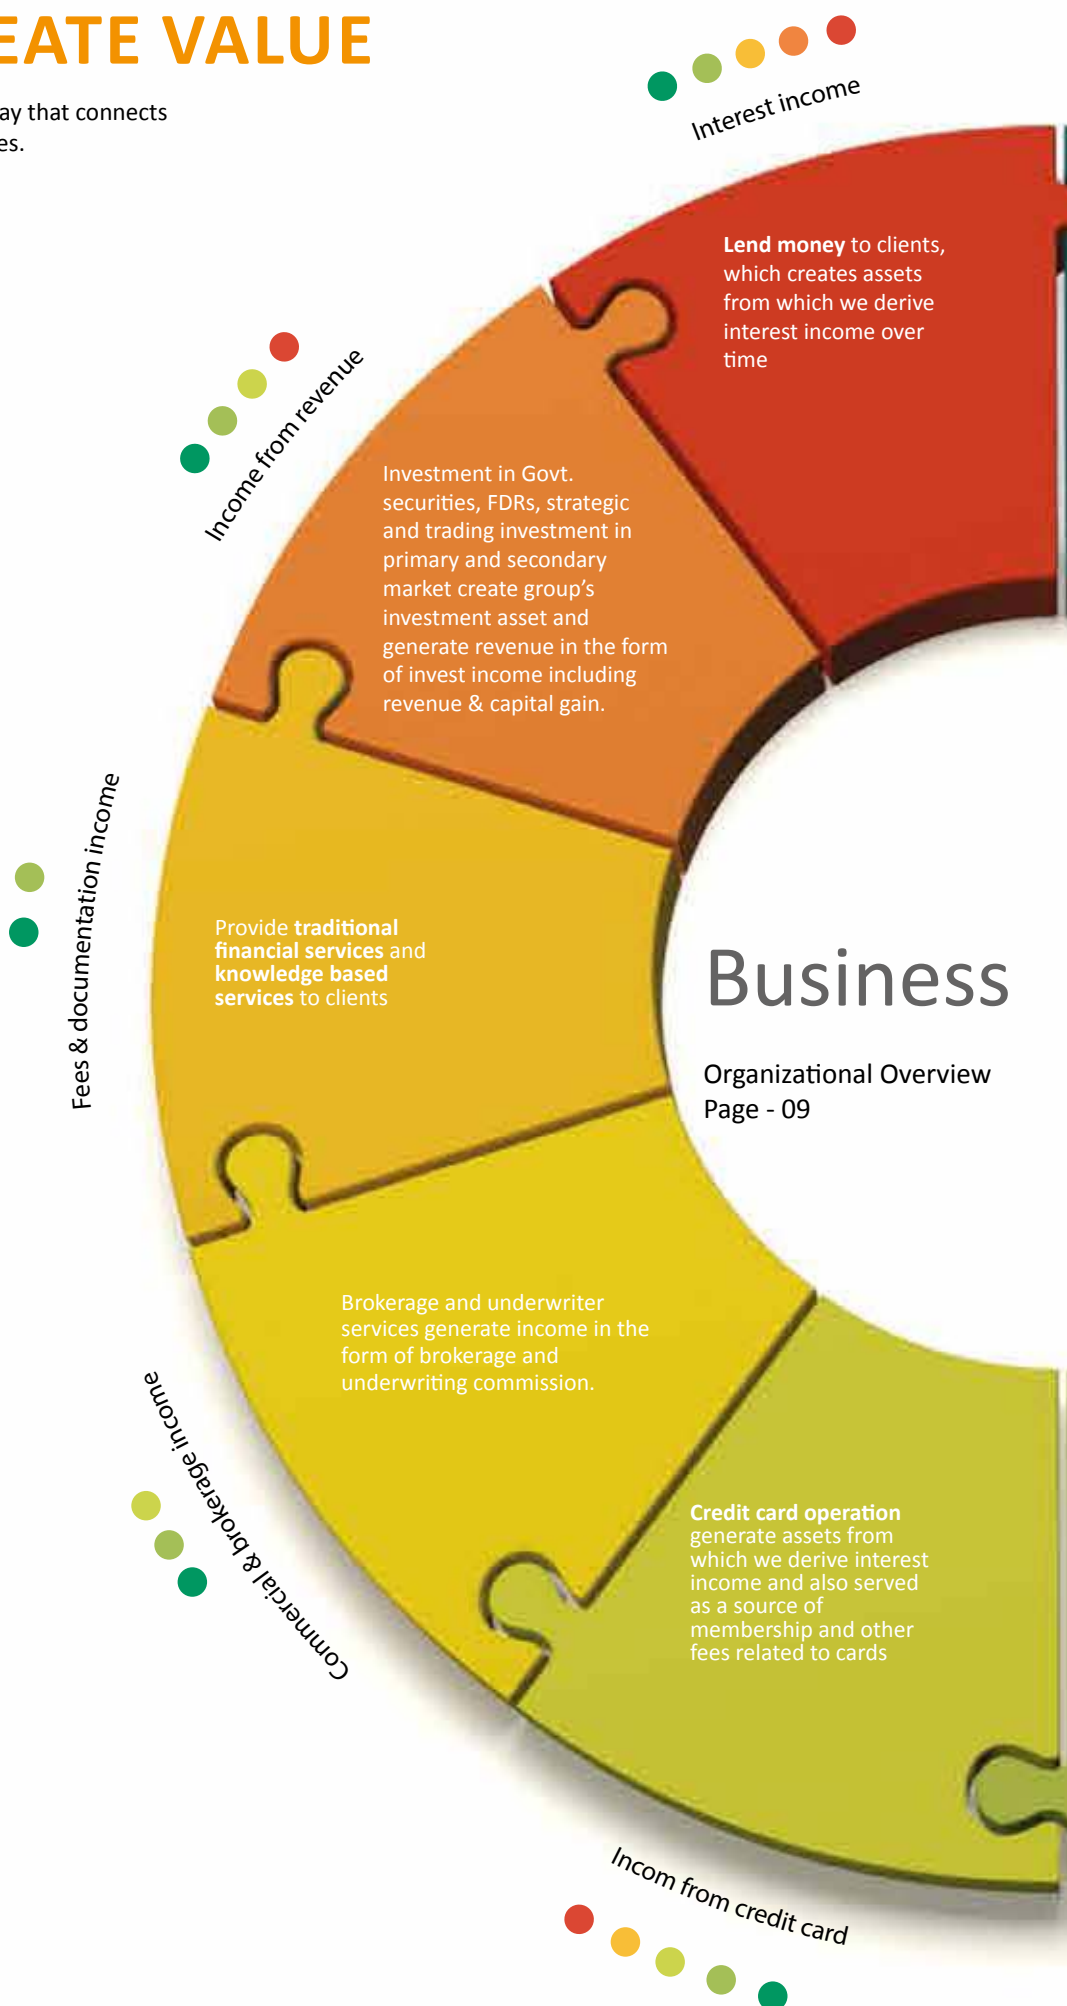 EATE VALUE
ay that connects
es.
Interest income
Lend money to clients,
which creates assets
from which we derive
interest income over
time
Income from revenue
Investment in Govt.
securities, FDRs, strategic
and trading investment in
primary and secondary
market create group's
investment asset and
generate revenue in the form
of invest income including
revenue & capital gain.
Fees & documentation income
Provide traditional
financial services and
knowledge based
services to clients
Business
Organizational Overview
Page - 09
Brokerage and underwriter
services generate income in the
form of brokerage and
underwriting commission.
Commercial & brokerage income
Credit card operation
generate assets from
which we derive interest
income and also served
as a source of
membership and other
fees related to cards
Incom from credit card